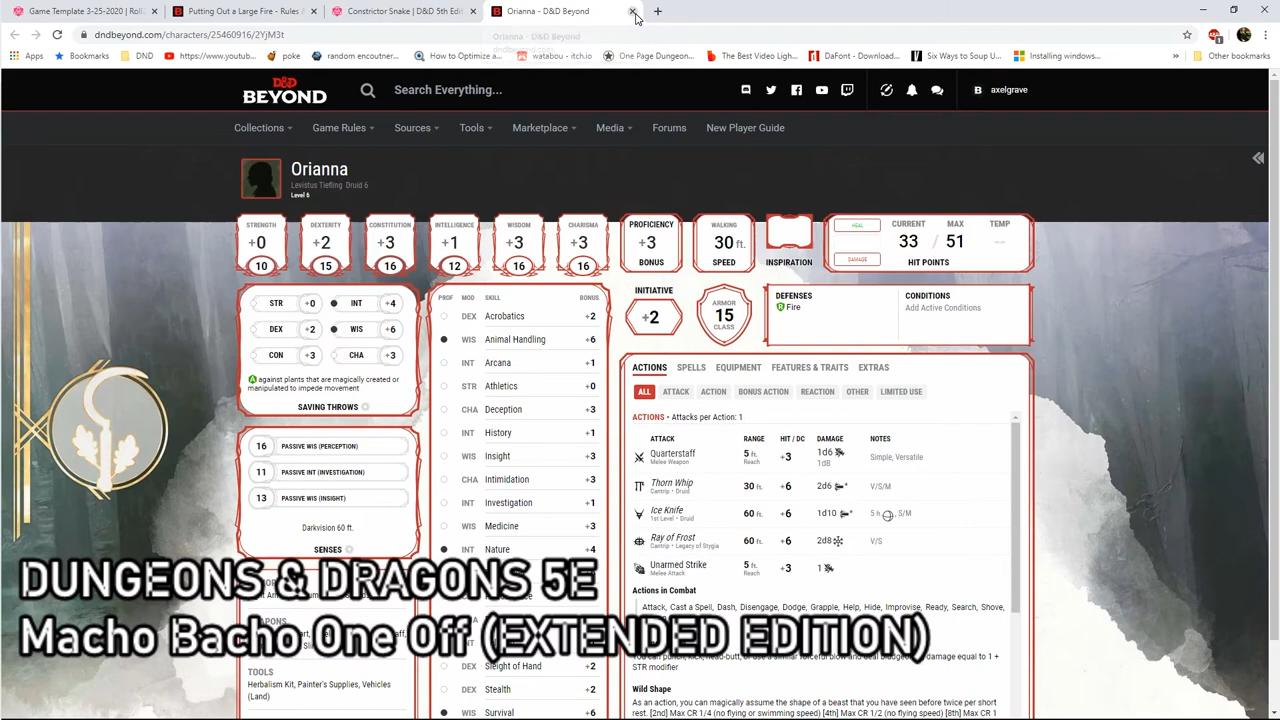 Game Template 3-25-2020 | Roll2
Putting Out a Large Fire - Rules &
Constrictor Snake | D&D 5th Edi
Orianna - D&D Beyond
dndbeyond.com/characters/25460916/2YjM3t
Orianna - D&D Beyond
dndbeyond.com
Apps
Bookmarks
DND
https://www.youtub...
poke
random encoutner...
How to Optimize a...
watabou - itch.io
One Page Dungeon...
The Best Video Ligh...
DaFont - Download...
Six Ways to Soup U...
Installing windows...
»
Other bookmarks
D&D
BEYOND
Search Everything...
axelgrave
Collections
Game Rules
Sources
Tools
Marketplace
Media
Forums
New Player Guide
Orianna
Levistus Tiefling Druid 6
Level 6
STRENGTH
+0
10
DEXTERITY
+2
15
CONSTITUTION
+3
16
INTELLIGENCE
+1
12
WISDOM
+3
16
CHARISMA
+3
16
PROFICIENCY
+3
BONUS
WALKING
30 ft.
SPEED
INSPIRATION
HEAL
DAMAGE
CURRENT MAX TEMP
33 / 51 --
HIT POINTS
STR +0 INT +4
DEX +2 WIS +6
CON +3 CHA +3
A against plants that are magically created or
manipulated to impede movement
SAVING THROWS
16 PASSIVE WIS (PERCEPTION)
11 PASSIVE INT (INVESTIGATION)
13 PASSIVE WIS (INSIGHT)
Darkvision 60 ft.
SENSES
TOOLS
Herbalism Kit, Painter's Supplies, Vehicles
(Land)
PROF MOD SKILL BONUS
DEX Acrobatics +2
WIS Animal Handling +6
INT Arcana +1
STR Athletics +0
CHA Deception +3
INT History +1
WIS Insight +3
CHA Intimidation +3
INT Investigation +1
WIS Medicine +3
INT Nature +4
DEX Sleight of Hand +2
DEX Stealth +2
WIS Survival +6
INITIATIVE
+2
ARMOR
15
CLASS
DEFENSES
R Fire
CONDITIONS
Add Active Conditions
ACTIONS SPELLS EQUIPMENT FEATURES & TRAITS EXTRAS
ALL ATTACK ACTION BONUS ACTION REACTION OTHER LIMITED USE
ACTIONS • Attacks per Action: 1
ATTACK RANGE HIT / DC DAMAGE NOTES
Quarterstaff 5 ft. +3 1d6 Simple, Versatile
Melee Weapon Reach 1d8
Thorn Whip 30 ft. +6 2d6 * V/S/M
Cantrip • Druid
Ice Knife 60 ft. +6 1d10 * 5 ft. , S/M
1st Level • Druid
Ray of Frost 60 ft. +6 2d8 V/S
Cantrip • Legacy of Stygia
Unarmed Strike 5 ft. +3 1
Melee Attack Reach
Actions in Combat
Attack, Cast a Spell, Dash, Disengage, Dodge, Grapple, Help, Hide, Improvise, Ready, Search, Shove,
STR modifier
Wild Shape
As an action, you can magically assume the shape of a beast that you have seen before twice per short
rest. [2nd] Max CR 1/4 (no flying or swimming speed) [4th] Max CR 1/2 (no flying speed) [8th] Max CR 1
DUNGEONS & DRAGONS 5E
Macho Bacho One Off (EXTENDED EDITION)